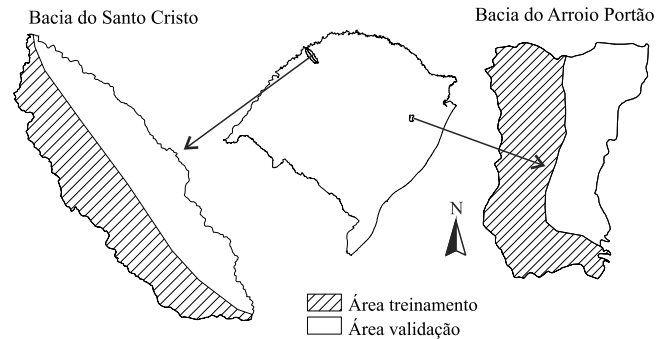 Bacia do Santo Cristo
Bacia do Arroio Portão
N
Área treinamento
Área validação